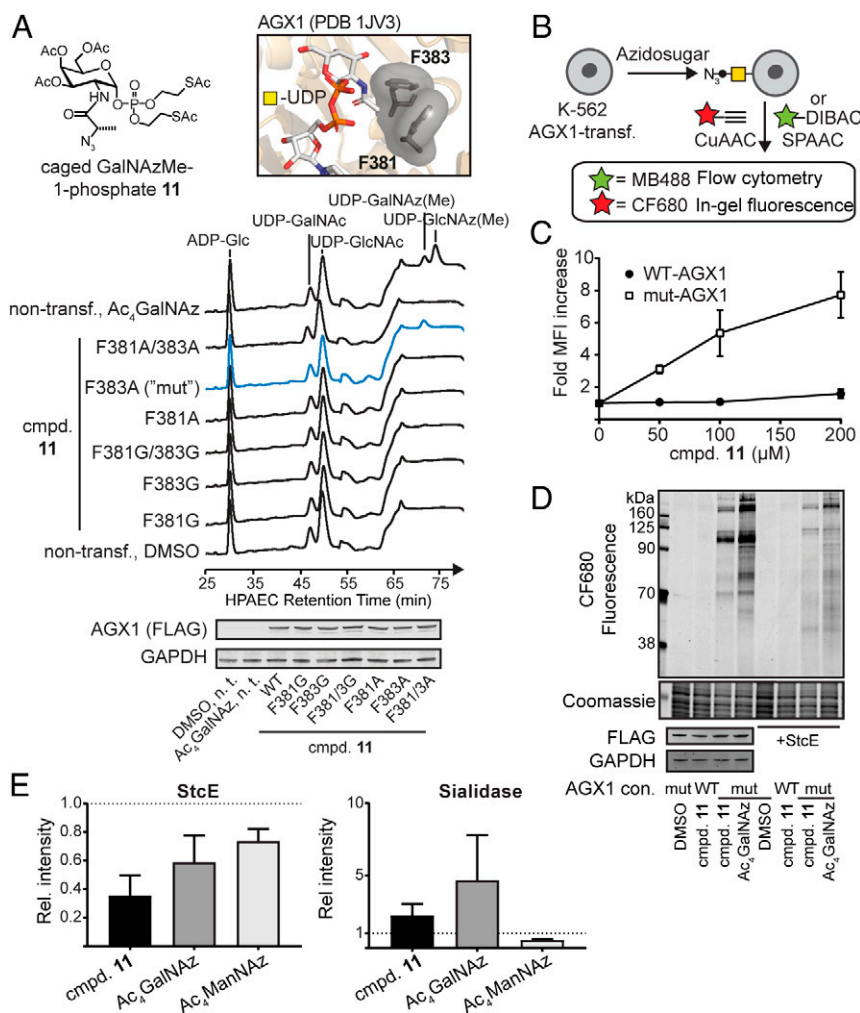 A
AcO
OAc
AcO
HN
O
O
P
O
SAc
O
O
SAc
N3
caged GalNAzMe-
1-phosphate 11
AGX1 (PDB 1JV3)
F383
-UDP
F381
UDP-GalNAc
UDP-GalNAz(Me)
UDP-GlcNAz(Me)
ADP-Glc
UDP-GlcNAc
non-transf., Ac4GalNAz
F381A/383A
F383A ("mut")
cmpd.
11
F381A
F381G/383G
F383G
F381G
non-transf., DMSO
25 35 45 55 65 75
HPAEC Retention Time (min)
AGX1 (FLAG)
GAPDH
DMSO, n. t.
Ac4GalNAz, n. t.
WT
F381G
F383G
F381/3G
F381A
F383A
F381/3A
cmpd. 11
B
Azidosugar
N3
K-562
AGX1-transf.
or
DIBAC
CuAAC
SPAAC
= MB488 Flow cytometry
= CF680 In-gel fluorescence
C
WT-AGX1
mut-AGX1
Fold MFI increase
10
8
6
4
2
0 50 100 150 200
cmpd. 11 (µM)
D
kDa
160
125
90
70
38
CF680
Fluorescence
Coomassie
FLAG
GAPDH
+StcE
AGX1 con. mut WT mut WT mut
DMSO
cmpd. 11
cmpd. 11
Ac4GalNAz
DMSO
cmpd. 11
cmpd. 11
Ac4GalNAz
E
StcE
Rel. intensity
1.0
0.8
0.6
0.4
0.2
cmpd. 11
Ac4GalNAz
Ac4ManNAz
Sialidase
Rel intensity
10
5
1
cmpd. 11
Ac4GalNAz
Ac4ManNAz